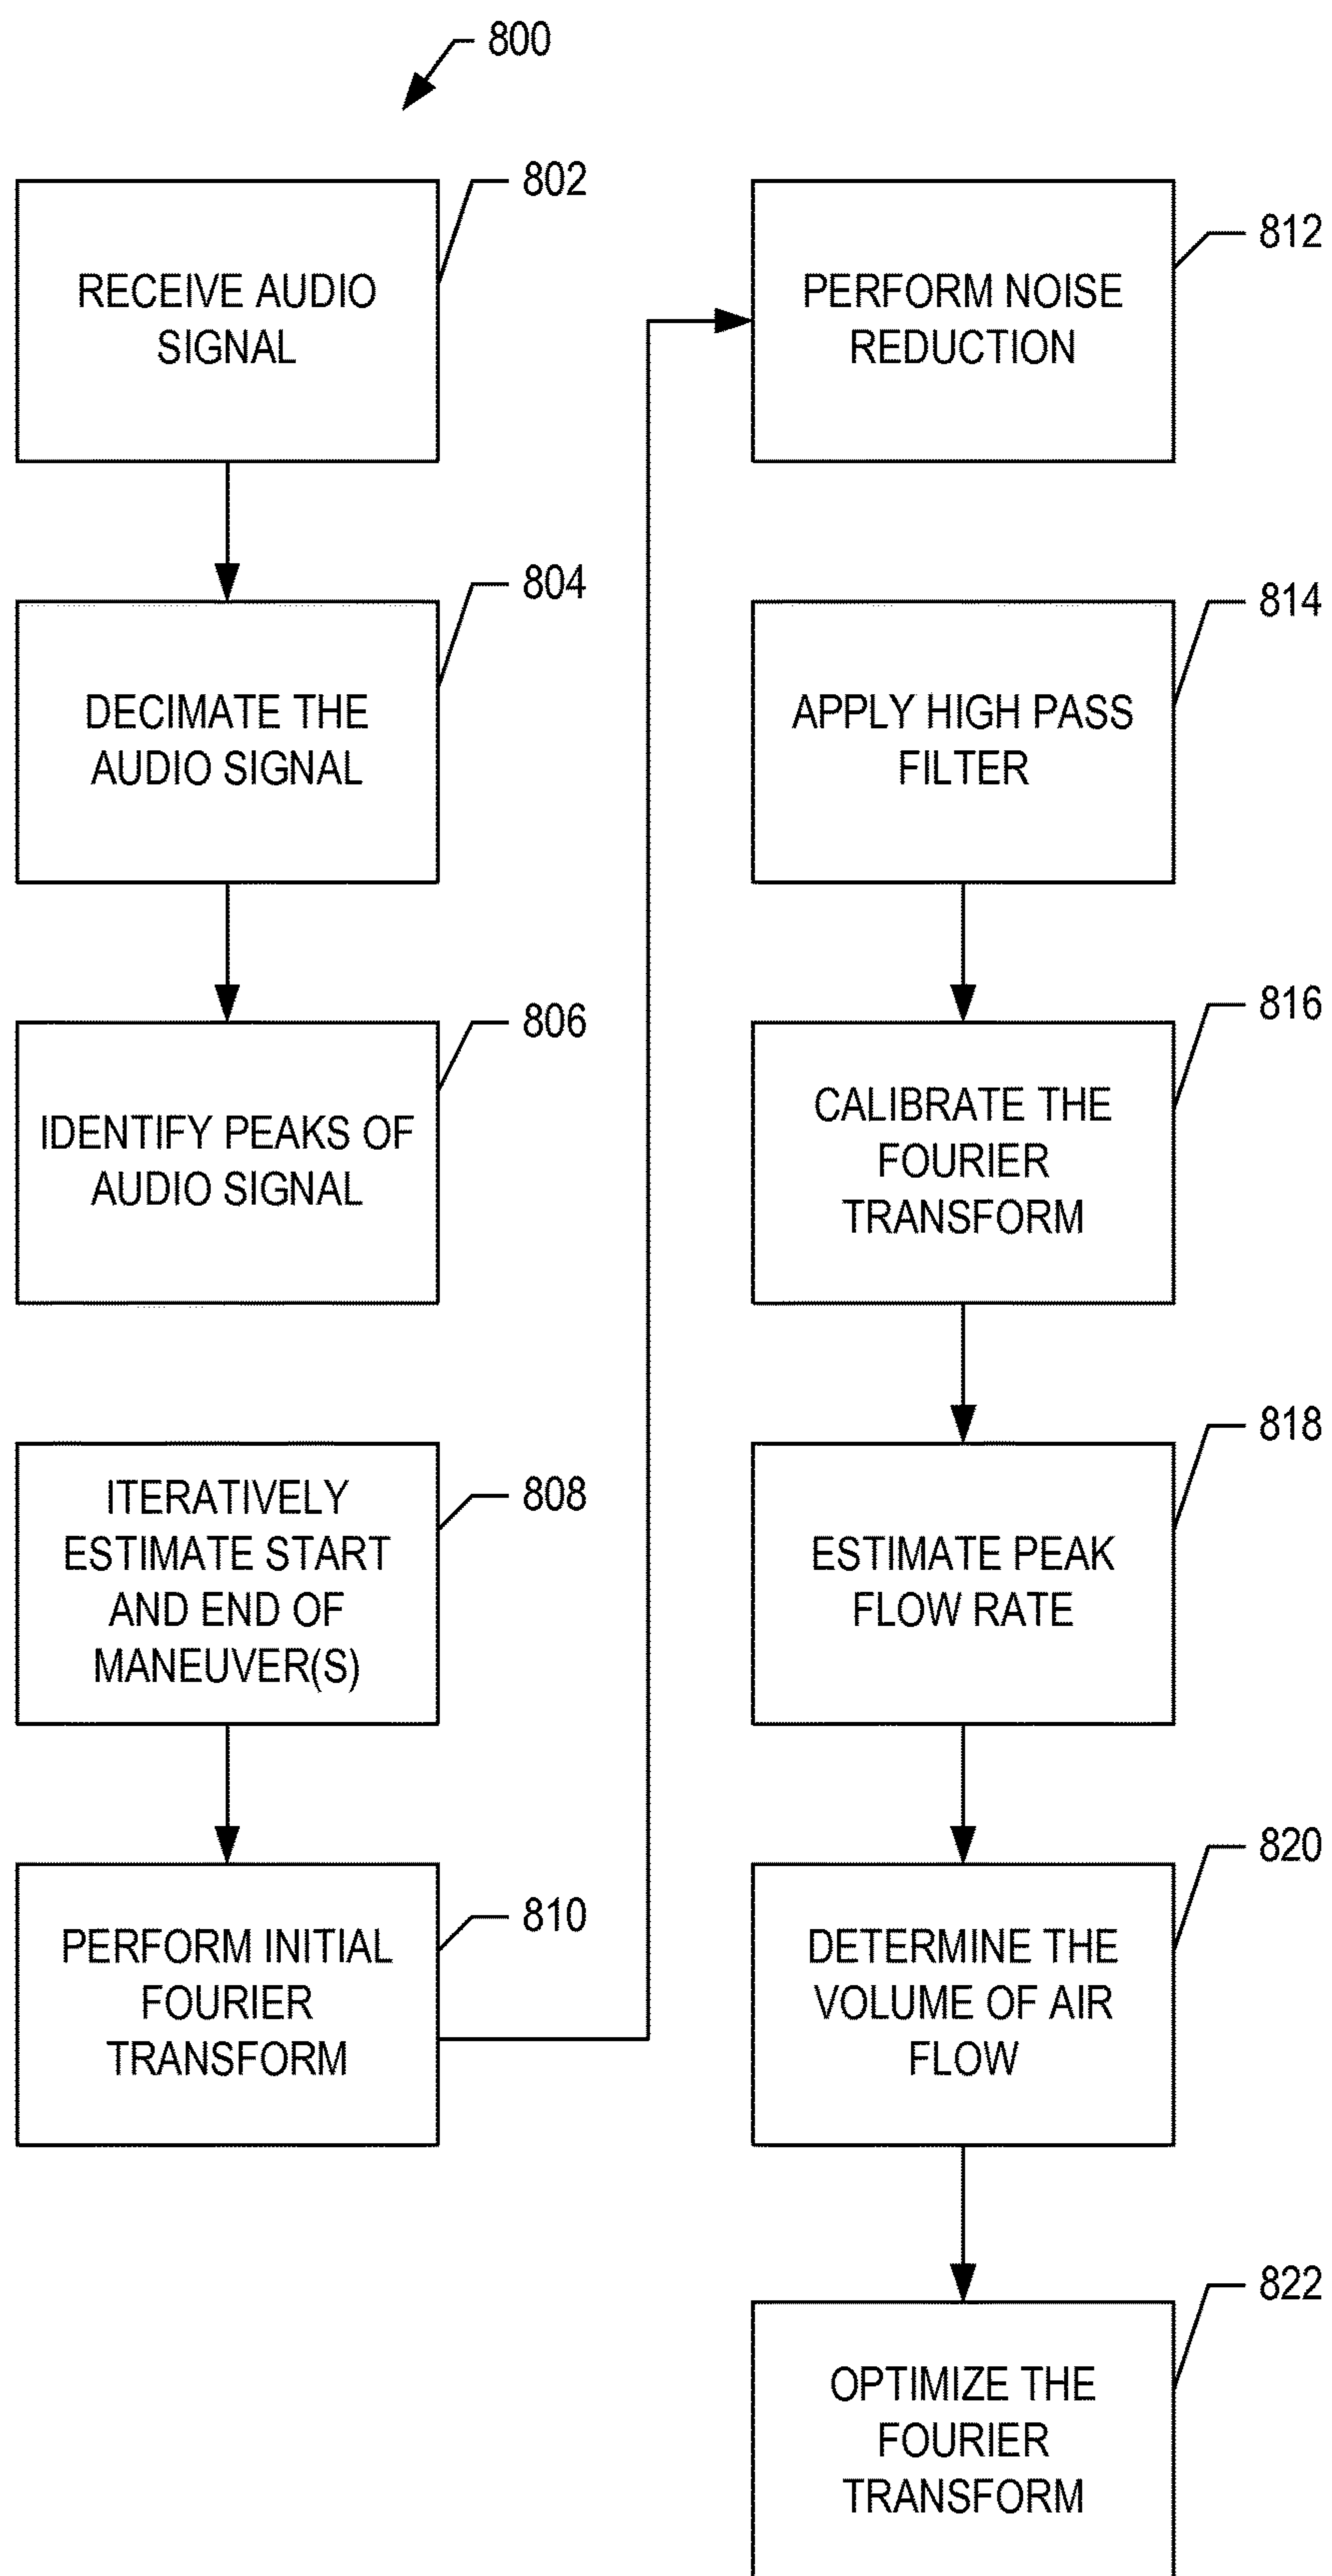 800
802
RECEIVE AUDIO
SIGNAL
804
DECIMATE THE
AUDIO SIGNAL
806
IDENTIFY PEAKS OF
AUDIO SIGNAL
808
ITERATIVELY
ESTIMATE START
AND END OF
MANEUVER(S)
810
PERFORM INITIAL
FOURIER
TRANSFORM
812
PERFORM NOISE
REDUCTION
814
APPLY HIGH PASS
FILTER
816
CALIBRATE THE
FOURIER
TRANSFORM
818
ESTIMATE PEAK
FLOW RATE
820
DETERMINE THE
VOLUME OF AIR
FLOW
822
OPTIMIZE THE
FOURIER
TRANSFORM